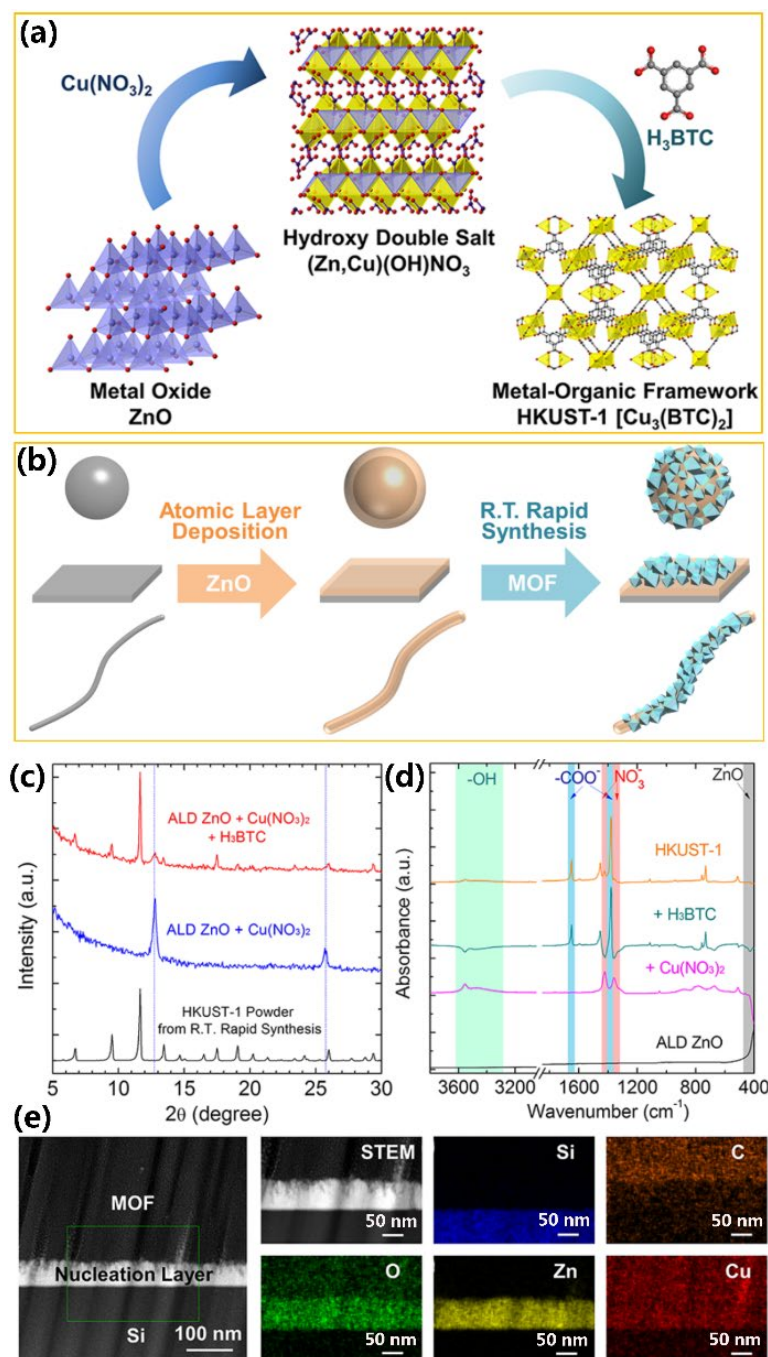 (a)
Cu(NO₃)₂
H₃BTC
Hydroxy Double Salt
(Zn,Cu)(OH)NO₃
Metal Oxide
ZnO
Metal-Organic Framework
HKUST-1 [Cu₃(BTC)₂]
(b)
Atomic Layer
Deposition
ZnO
R.T. Rapid
Synthesis
MOF
(c)
Intensity (a.u.)
ALD ZnO + Cu(NO₃)₂
+ H₃BTC
ALD ZnO + Cu(NO₃)₂
HKUST-1 Powder
from R.T. Rapid Synthesis
5 10 15 20 25 30
2θ (degree)
(d)
Absorbance (a.u.)
-OH
-COO⁻
NO₃⁻
ZnO
HKUST-1
+ H₃BTC
+ Cu(NO₃)₂
ALD ZnO
3600 3200 1600 1200 800 400
Wavenumber (cm⁻¹)
(e)
MOF
Nucleation Layer
Si
100 nm
STEM
50 nm
Si
50 nm
C
50 nm
O
50 nm
Zn
50 nm
Cu
50 nm